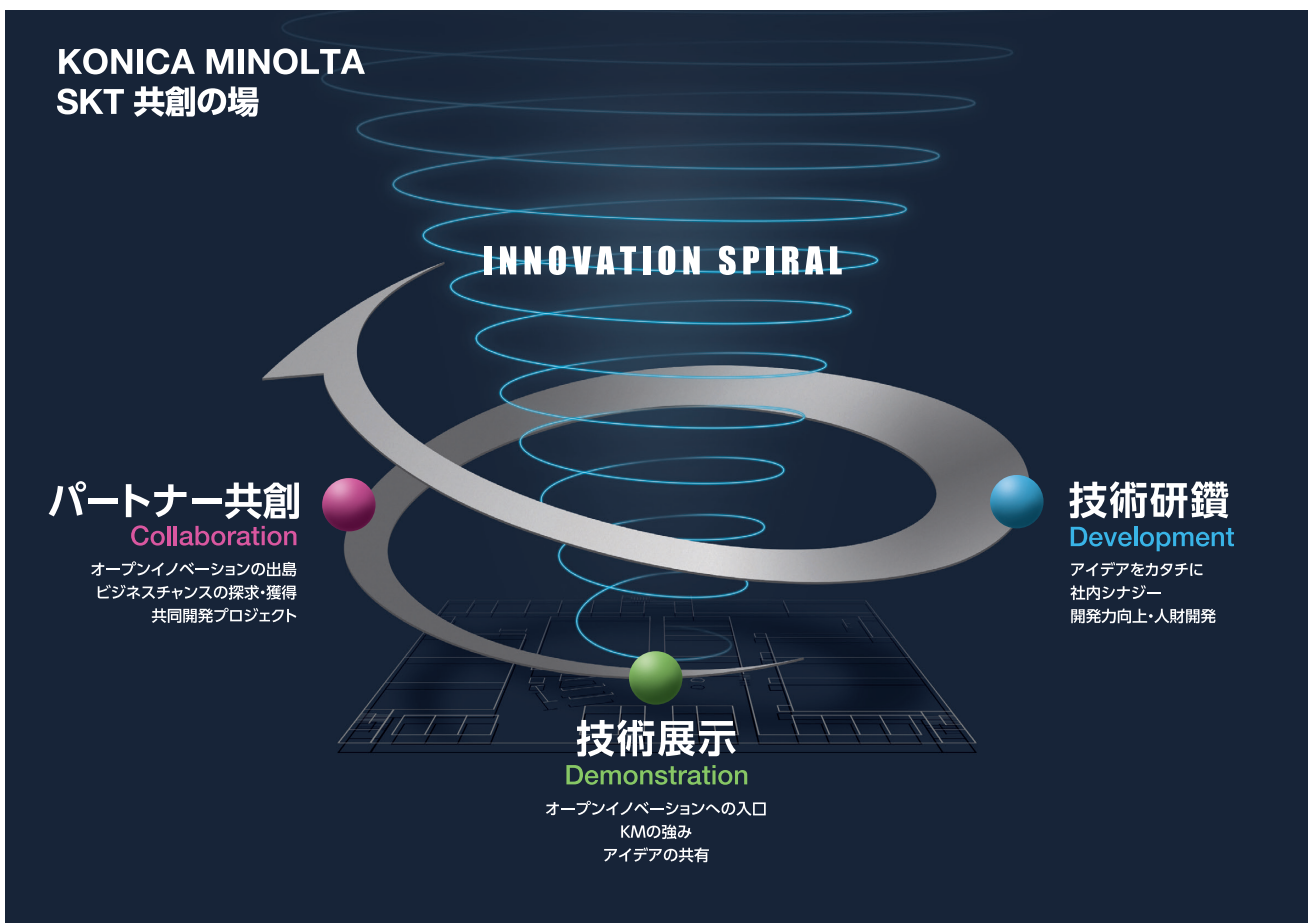 KONICA MINOLTA
SKT 共創の場
INNOVATION SPIRAL
パートナー共創
Collaboration
オープンイノベーションの出島
ビジネスチャンスの探求・獲得
共同開発プロジェクト
技術研鑽
Development
アイデアをカタチに
社内シナジー
開発力向上・人財開発
技術展示
Demonstration
オープンイノベーションへの入口
KMの強み
アイデアの共有